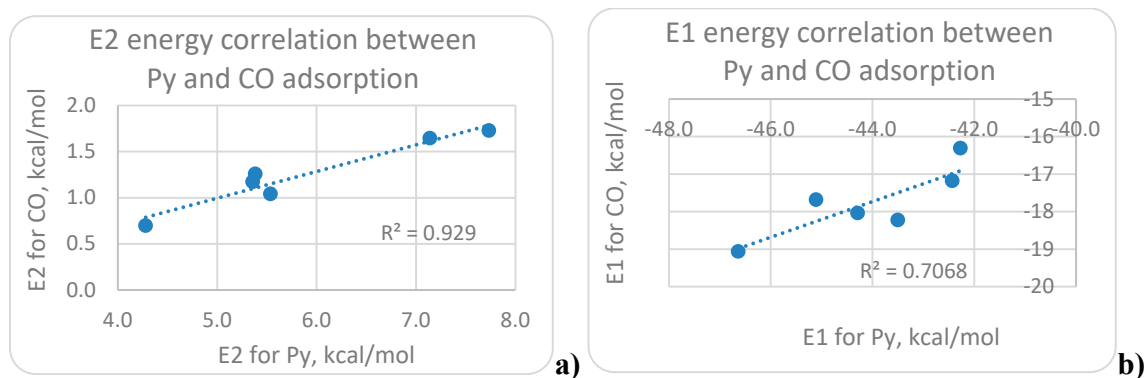 E2 energy correlation between
Py and CO adsorption
E2 for CO, kcal/mol
2.0
1.5
1.0
0.5
0.0
R² = 0.929
4.0 5.0 6.0 7.0 8.0
E2 for Py, kcal/mol
a)
E1 energy correlation between
Py and CO adsorption
E1 for CO, kcal/mol
-48.0 -46.0 -44.0 -42.0 -40.0
-15
-16
-17
-18
-19
-20
R² = 0.7068
E1 for Py, kcal/mol
b)